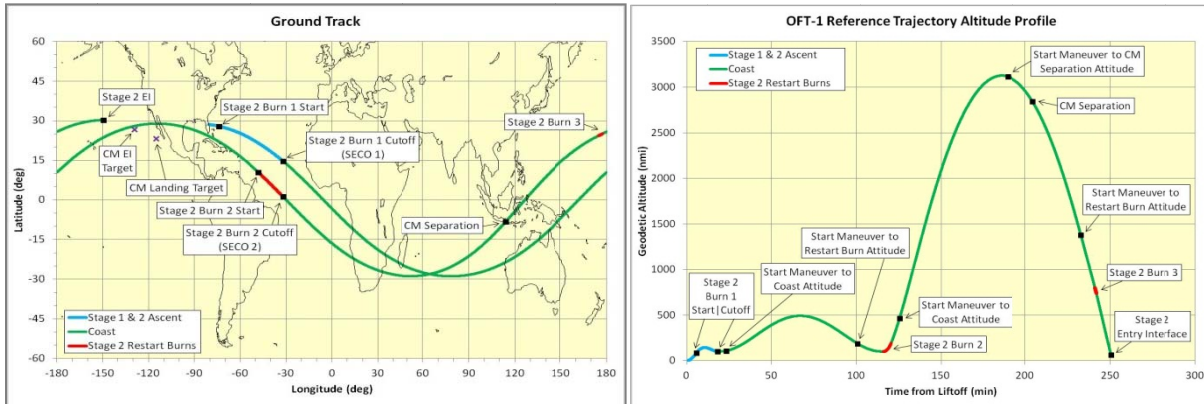 Ground Track
60
45
30
15
0
-15
-30
-45
-60
Latitude (deg)
-180
-150
-120
-90
-60
-30
0
30
60
90
120
150
180
Longitude (deg)
Stage 2 EI
Stage 2 Burn 1 Start
Stage 2 Burn 3
Stage 2 Burn 1 Cutoff
(SECO 1)
CM EI
Target
CM Landing Target
Stage 2 Burn 2 Start
Stage 2 Burn 2 Cutoff
(SECO 2)
CM Separation
Stage 1 & 2 Ascent
Coast
Stage 2 Restart Burns
OFT-1 Reference Trajectory Altitude Profile
3500
3000
2500
2000
1500
1000
500
0
Geodetic Altitude (nmi)
0
50
100
150
200
250
300
Time from Liftoff (min)
Stage 1 & 2 Ascent
Coast
Stage 2 Restart Burns
Start Maneuver to CM
Separation Attitude
CM Separation
Start Maneuver to
Restart Burn Attitude
Start Maneuver to
Restart Burn Attitude
Stage 2
Burn 1
Start|Cutoff
Start Maneuver to
Coast Attitude
Start Maneuver to
Coast Attitude
Stage 2 Burn 2
Stage 2 Burn 3
Stage 2
Entry Interface